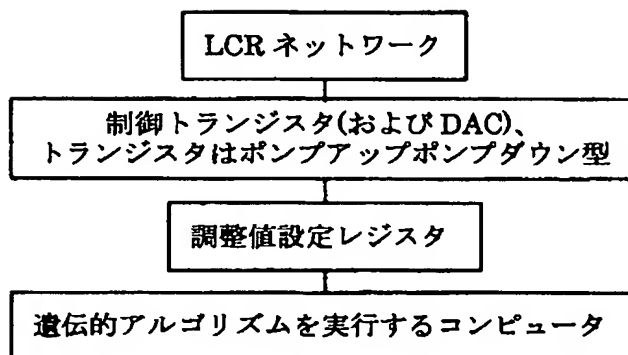 LCR ネットワーク
制御トランジスタ(および DAC)、
トランジスタはポンプアップポンプダウン型
調整値設定レジスタ
遺伝的アルゴリズムを実行するコンピュータ